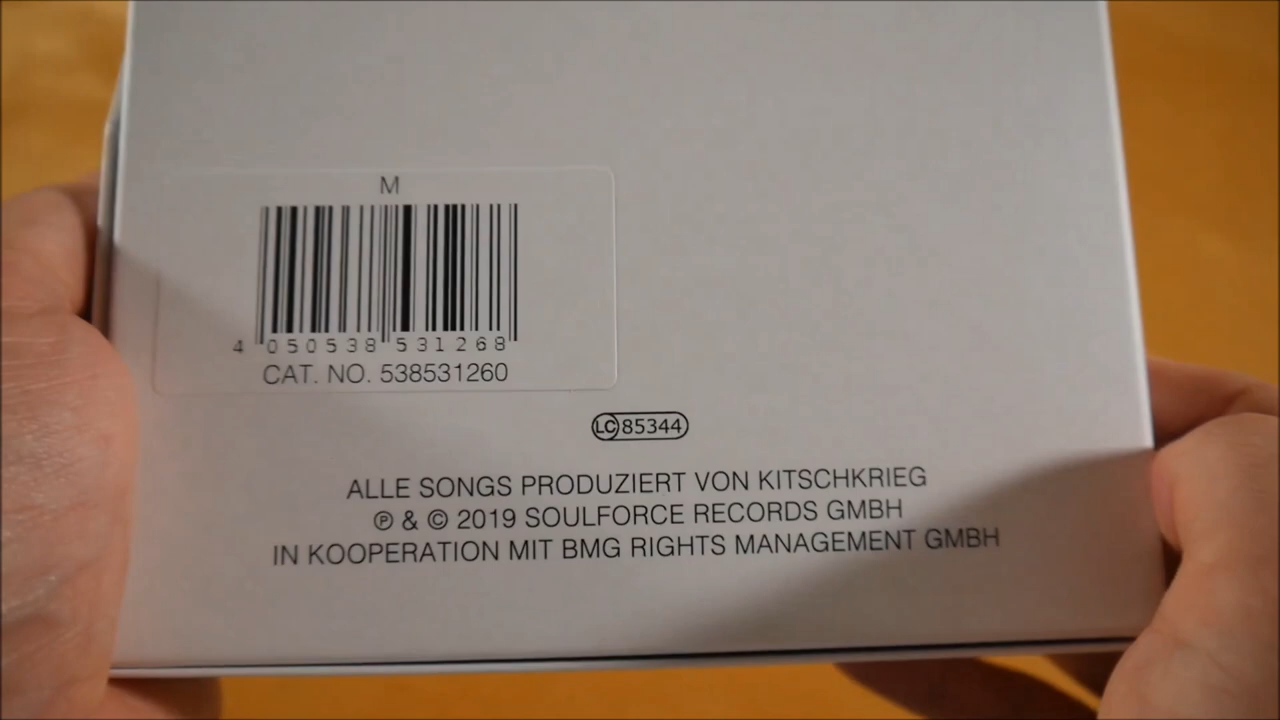 M
4 050538 531268
CAT. NO. 538531260
LC 85344
ALLE SONGS PRODUZIERT VON KITSCHKRIEG
℗ & © 2019 SOULFORCE RECORDS GMBH
IN KOOPERATION MIT BMG RIGHTS MANAGEMENT GMBH